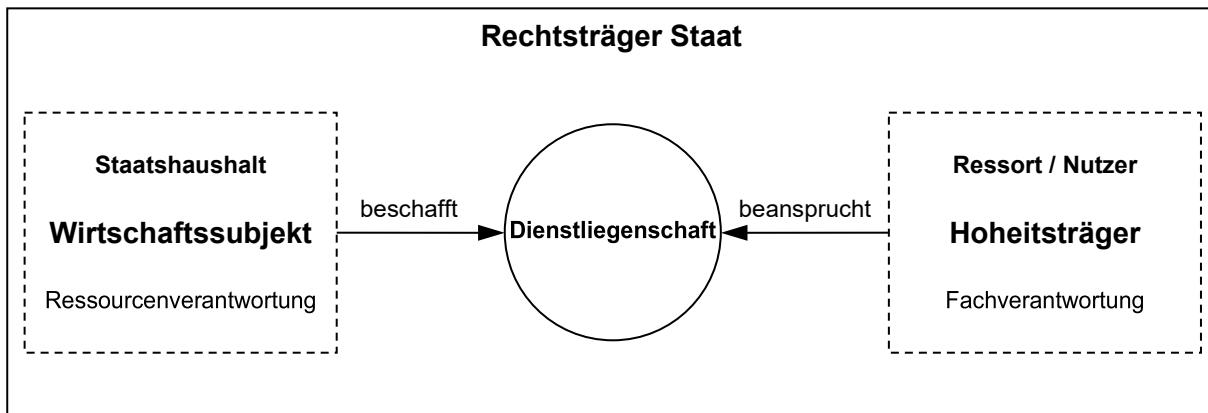 Rechtsträger Staat
Staatshaushalt
Wirtschaftssubjekt
Ressourcenverantwortung
beschafft
Dienstliegenschaft
beansprucht
Ressort / Nutzer
Hoheitsträger
Fachverantwortung